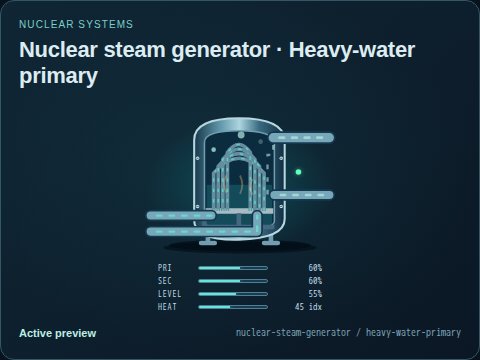 NUCLEAR SYSTEMS
Nuclear steam generator · Heavy-water
primary
PRI 60%
SEC 60%
LEVEL 55%
HEAT 45 idx
Active preview
nuclear-steam-generator / heavy-water-primary